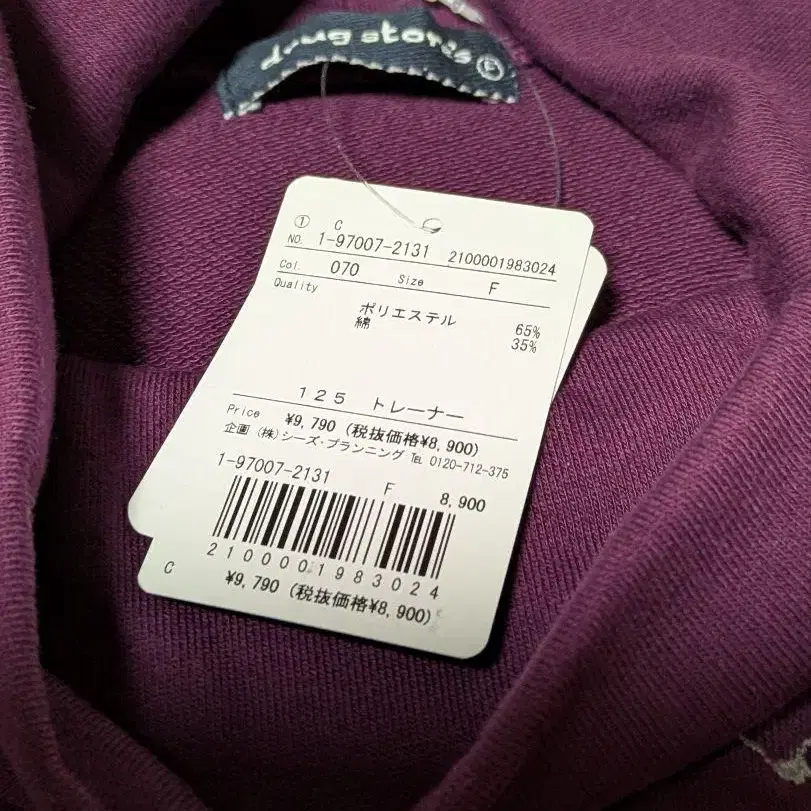 drug store's®
① C
NO. 1-97007-2131 2100001983024
Col. 070 Size F
Quality
ポリエステル 65%
綿 35%
125 トレーナー
Price ¥9,790 (税抜価格¥8,900)
企画 (株)シーズ・プランニング TEL 0120-712-375
1-97007-2131 F 8,900
2100001983024
C ¥9,790 (税抜価格¥8,900)